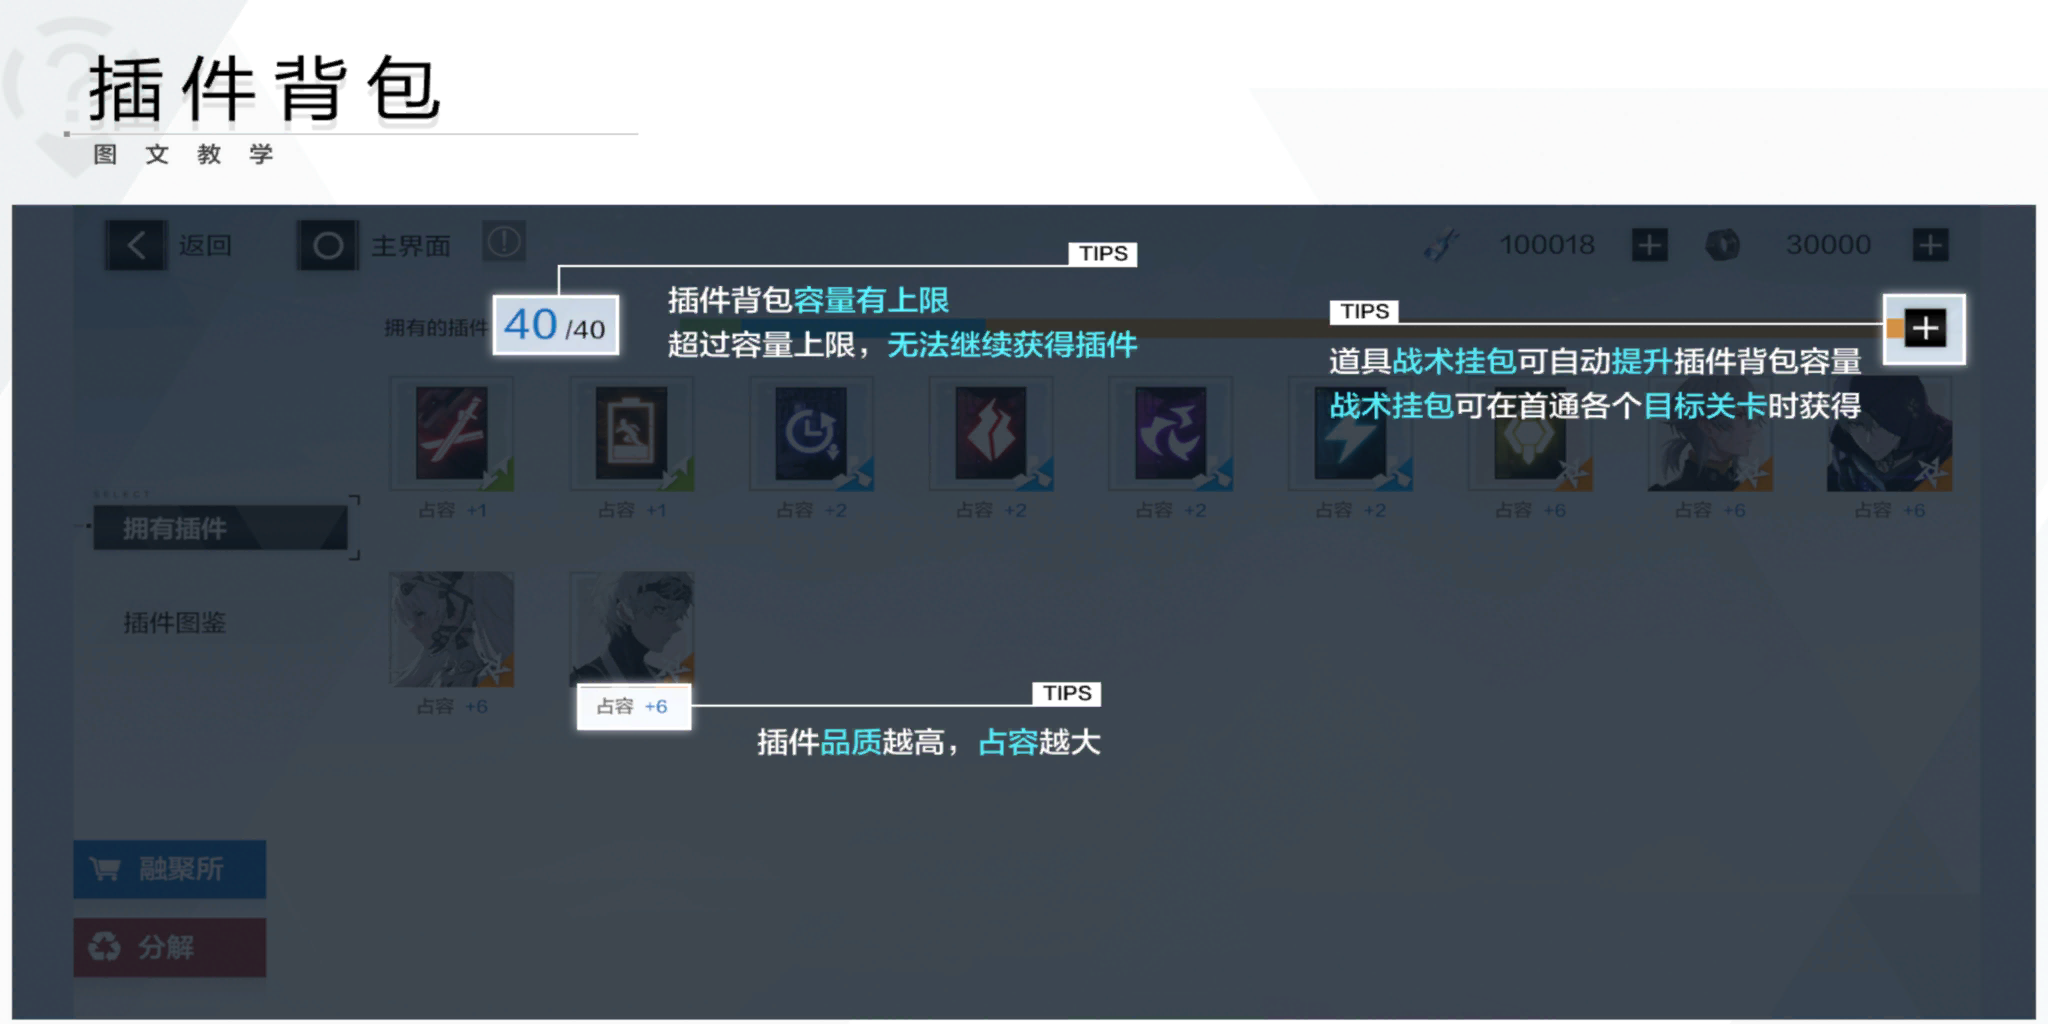 插件背包
图文教学
返回
主界面
100018
30000
TIPS
插件背包容量有上限
超过容量上限，无法继续获得插件
TIPS
道具战术挂包可自动提升插件背包容量
战术挂包可在首通各个目标关卡时获得
拥有的插件 40/40
占容 +1
占容 +1
占容 +2
占容 +2
占容 +2
占容 +2
占容 +6
占容 +6
占容 +6
SELECT
拥有插件
插件图鉴
占容 +6
占容 +6
TIPS
插件品质越高，占容越大
融聚所
分解